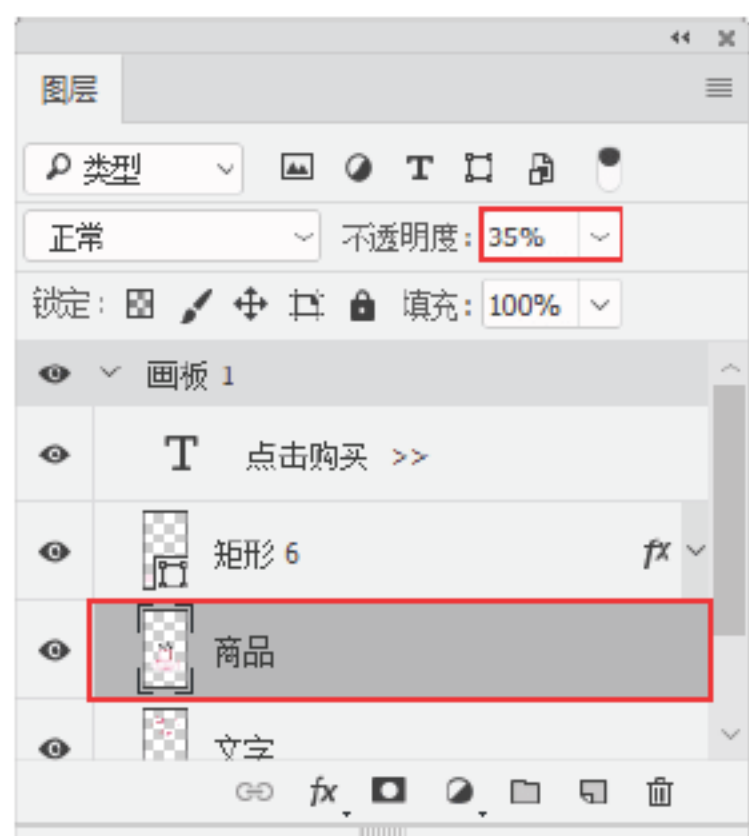 图层
类型
正常 不透明度: 35%
锁定: 填充: 100%
画板 1
T 点击购买 >>
矩形 6 fx
商品
文字
fx